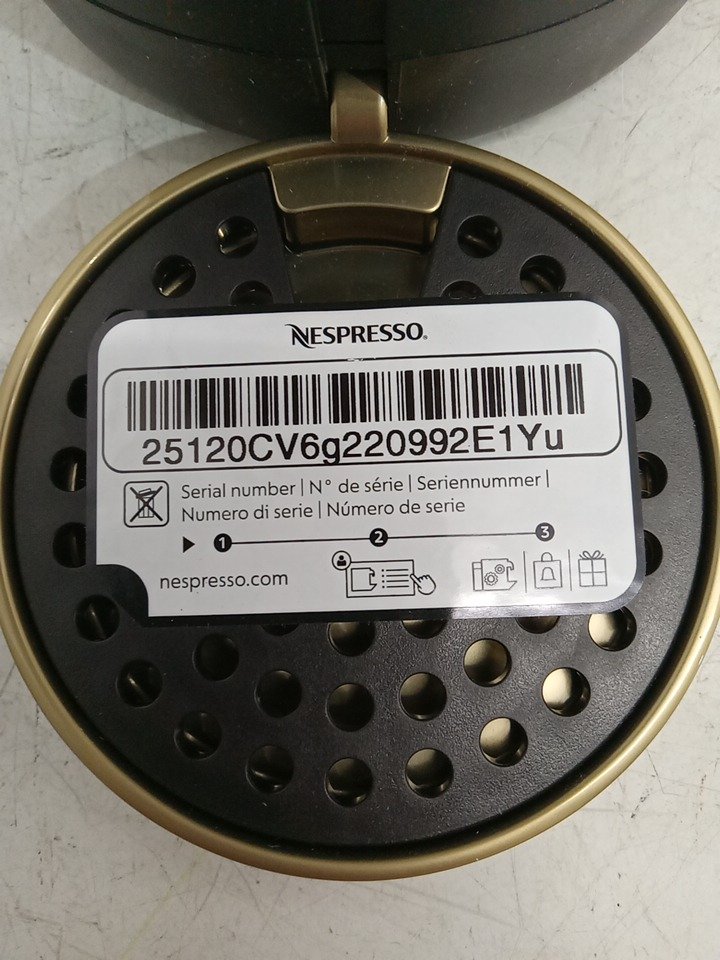 NESPRESSO.
25120CV6g220992E1Yu
Serial number | N° de série | Seriennummer |
Numero di serie | Número de serie
1 2 3
nespresso.com